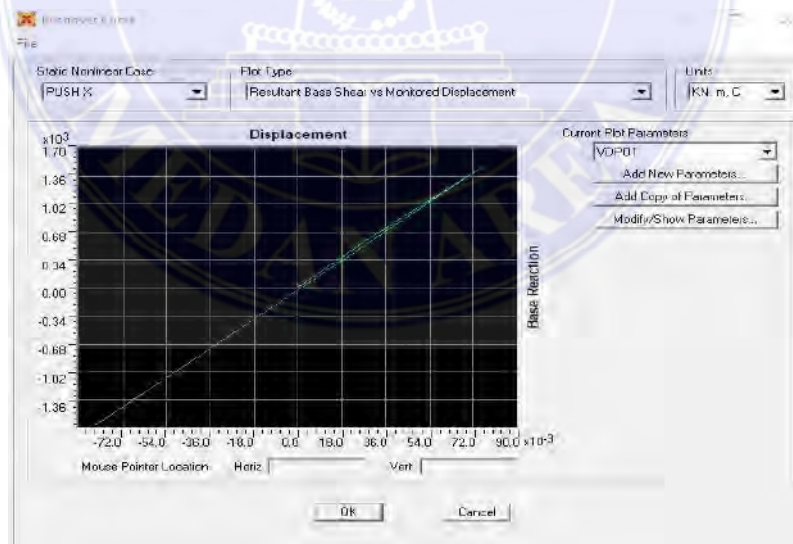 File
Static Nonlinear Case
Plot Type
Units
PUSH X
Resultant Base Shear vs Monitored Displacement
KN, m, C
Displacement
x10³
1.70
1.36
1.02
0.68
0.34
0.00
-0.34
-0.68
-1.02
-1.36
-72.0 -54.0 -36.0 -18.0 0.0 18.0 36.0 54.0 72.0 90.0 x10-3
Base Reaction
Current Plot Parameters
VDPO1
Add New Parameters...
Add Copy of Parameters...
Modify/Show Parameters...
Mouse Pointer Location Horiz Vert
OK
Cancel
MEDAN AREA